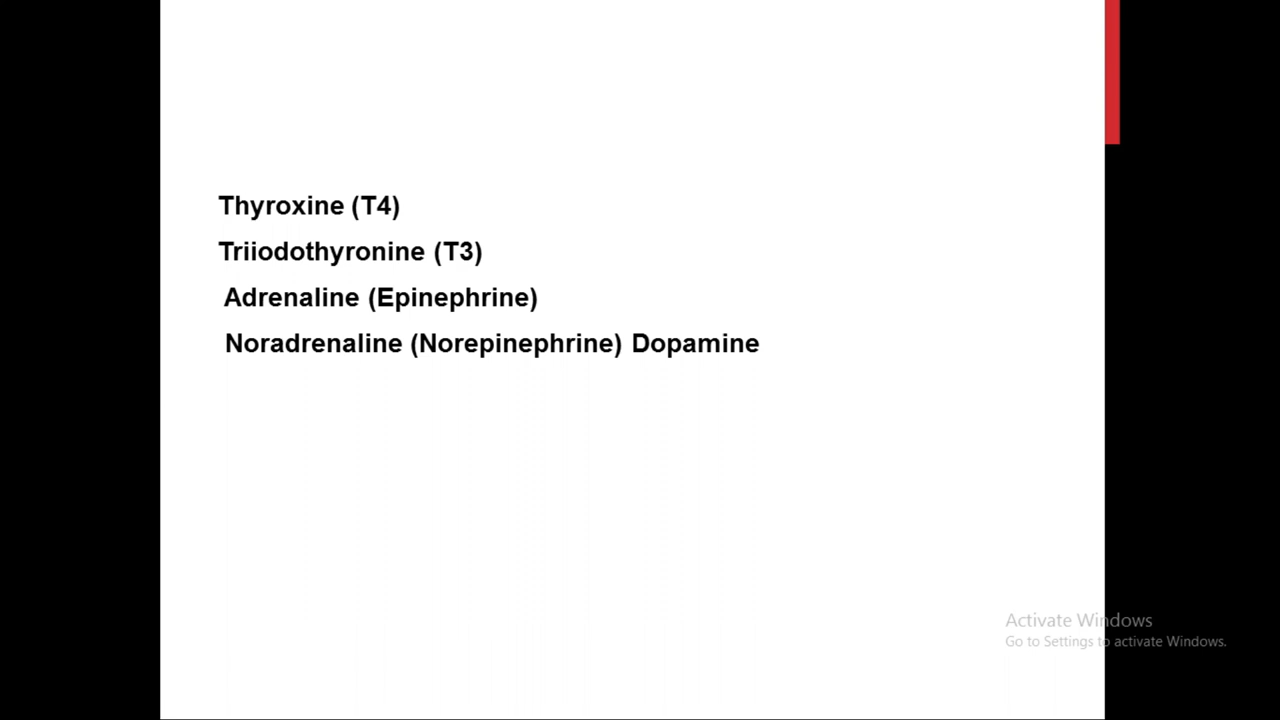 Thyroxine (T4)
Triiodothyronine (T3)
Adrenaline (Epinephrine)
Noradrenaline (Norepinephrine) Dopamine
Activate Windows
Go to Settings to activate Windows.